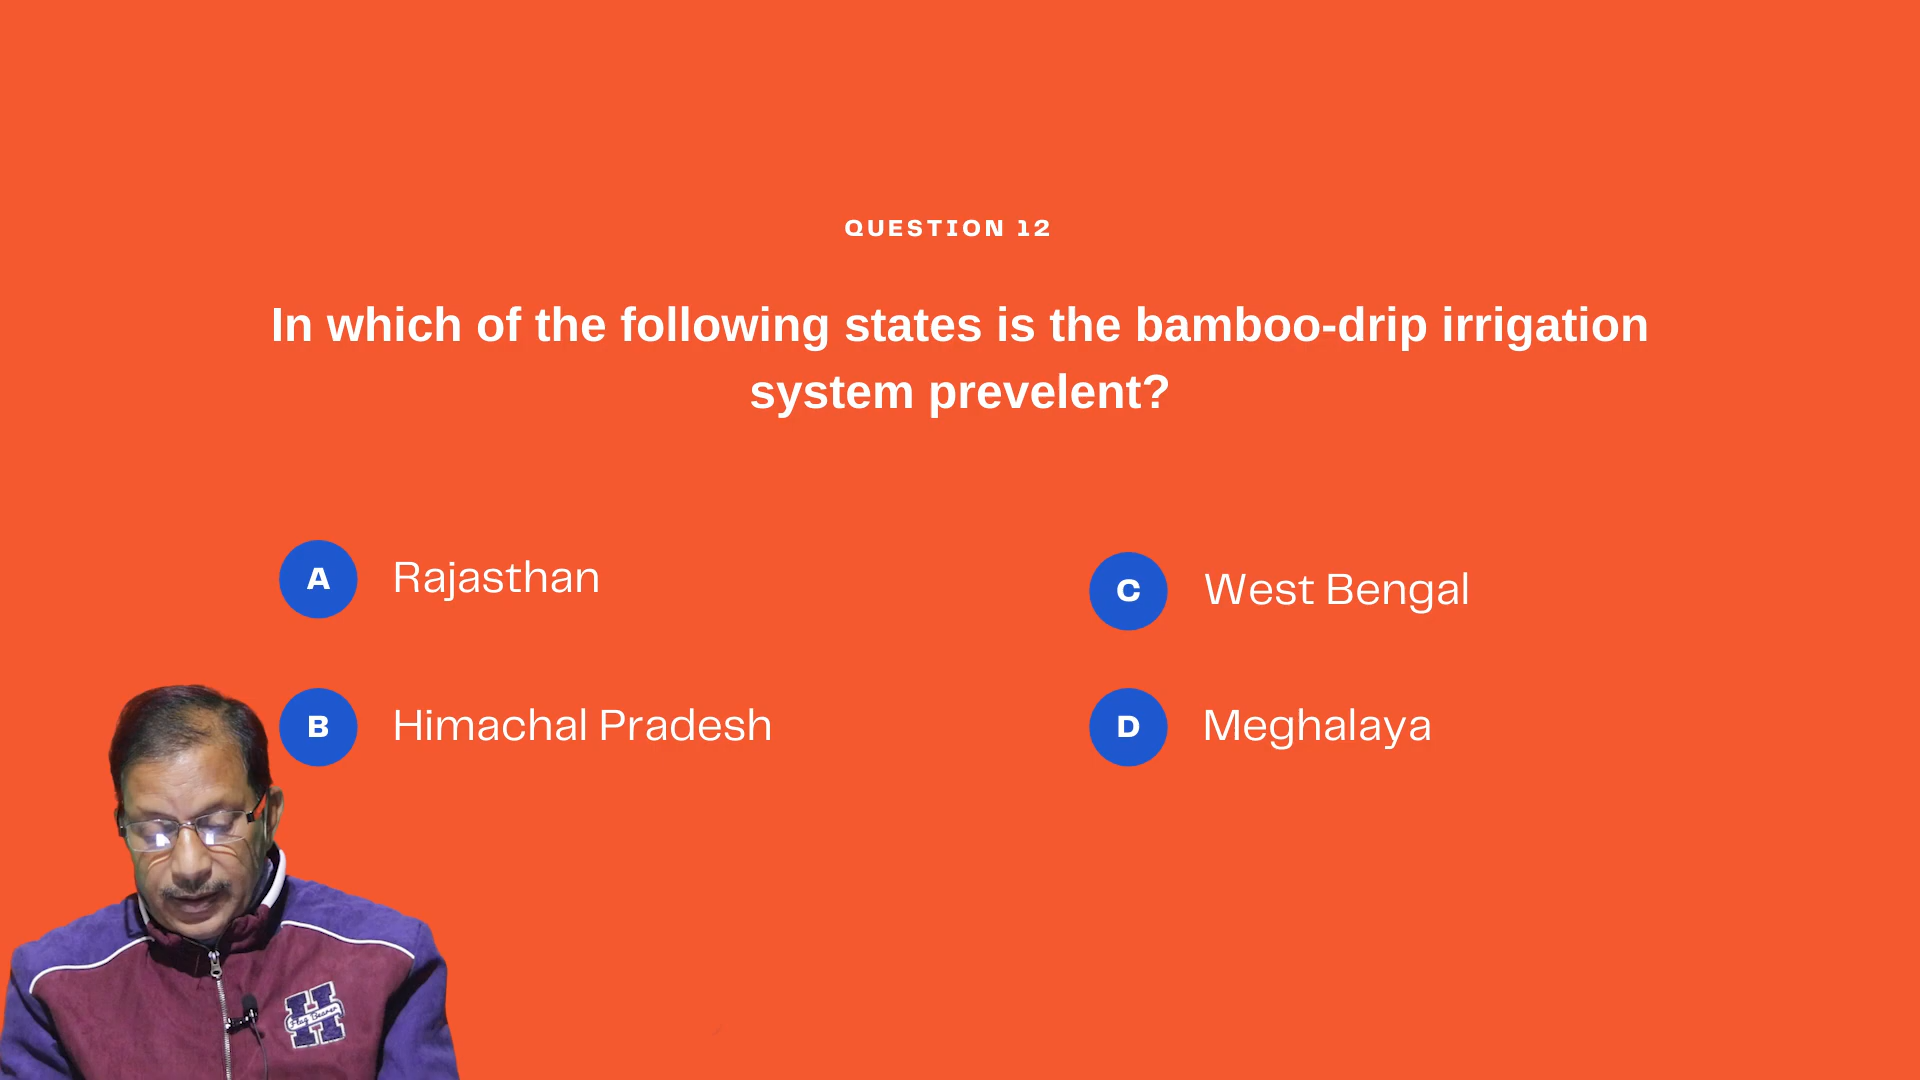 QUESTION 12
In which of the following states is the bamboo-drip irrigation
system prevelent?
A Rajasthan
B Himachal Pradesh
C West Bengal
D Meghalaya
H